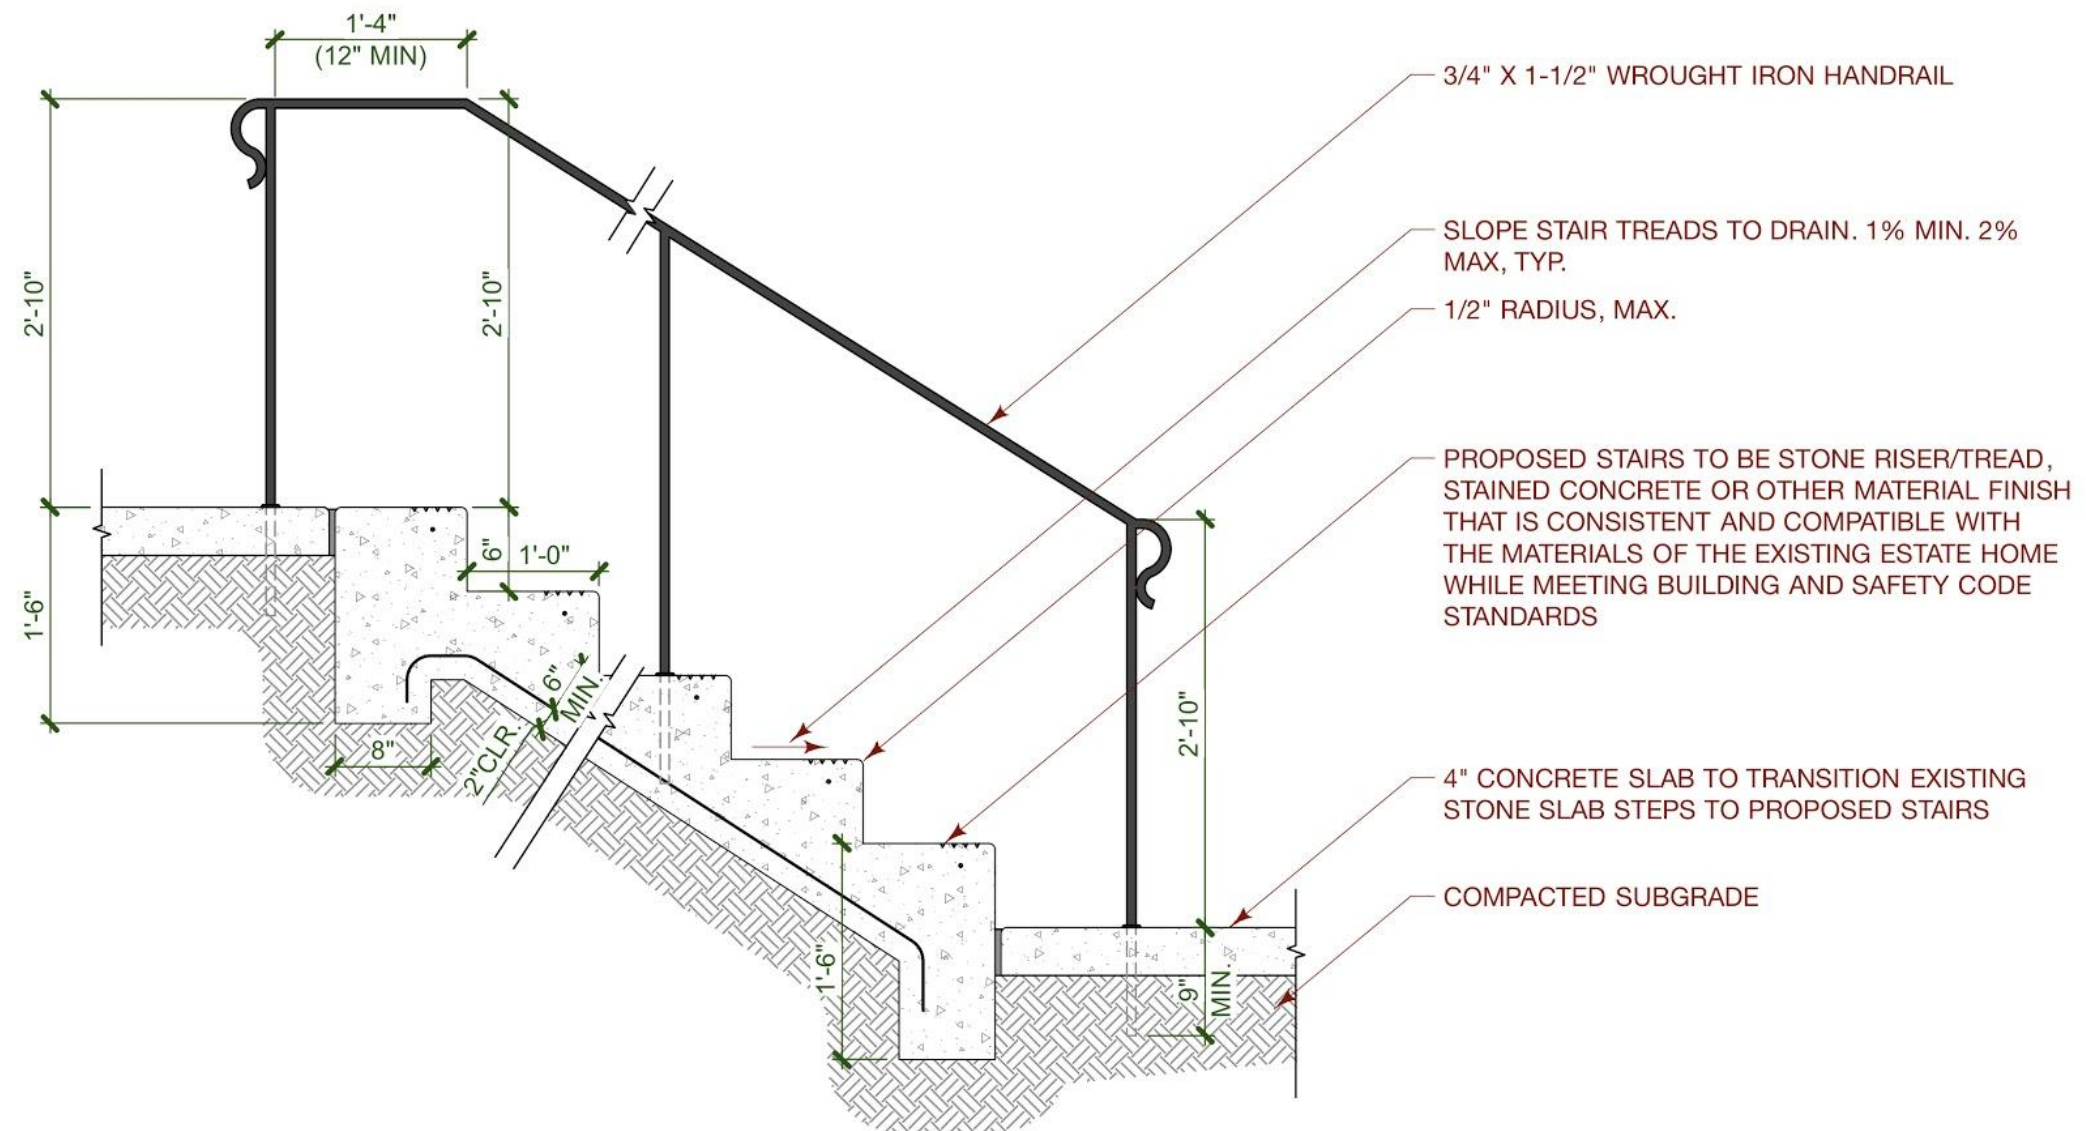 1'-4"
(12" MIN)
3/4" X 1-1/2" WROUGHT IRON HANDRAIL
SLOPE STAIR TREADS TO DRAIN. 1% MIN. 2%
MAX, TYP.
1/2" RADIUS, MAX.
2'-10"
2'-10"
PROPOSED STAIRS TO BE STONE RISER/TREAD,
STAINED CONCRETE OR OTHER MATERIAL FINISH
THAT IS CONSISTENT AND COMPATIBLE WITH
THE MATERIALS OF THE EXISTING ESTATE HOME
WHILE MEETING BUILDING AND SAFETY CODE
STANDARDS
6"
1'-0"
1'-6"
6"
MIN.
2"CLR.
8"
2'-10"
4" CONCRETE SLAB TO TRANSITION EXISTING
STONE SLAB STEPS TO PROPOSED STAIRS
COMPACTED SUBGRADE
1'-6"
9"
MIN.